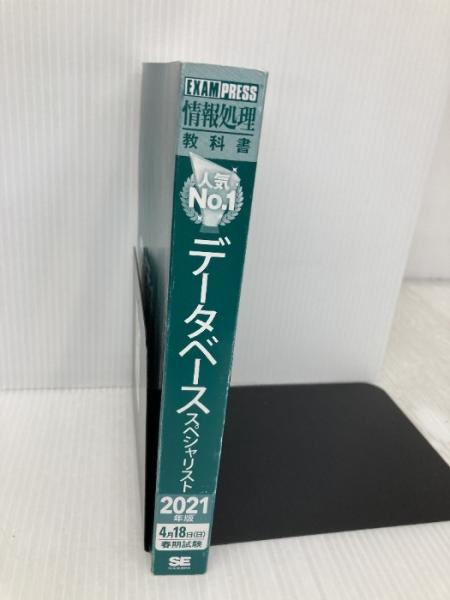 EXAMPRESS
情報処理
教科書
人気
No.1
データベーススペシャリスト
2021
年版
4月18日(日)
春期試験
SE
SHOEISHA